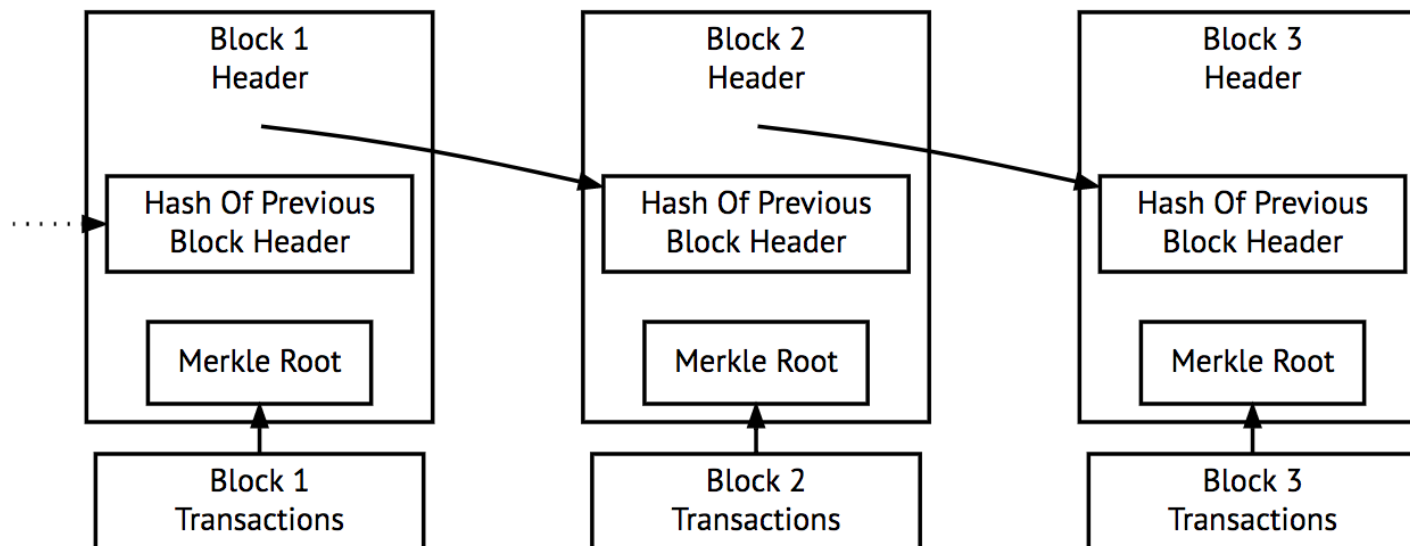 Block 1
Header
Hash Of Previous
Block Header
Merkle Root
Block 1
Transactions
Block 2
Header
Hash Of Previous
Block Header
Merkle Root
Block 2
Transactions
Block 3
Header
Hash Of Previous
Block Header
Merkle Root
Block 3
Transactions